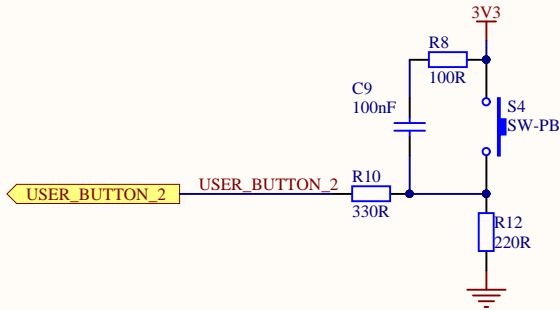 3V3
R8
100R
C9
100nF
S4
SW-PB
USER_BUTTON_2
USER_BUTTON_2
R10
330R
R12
220R